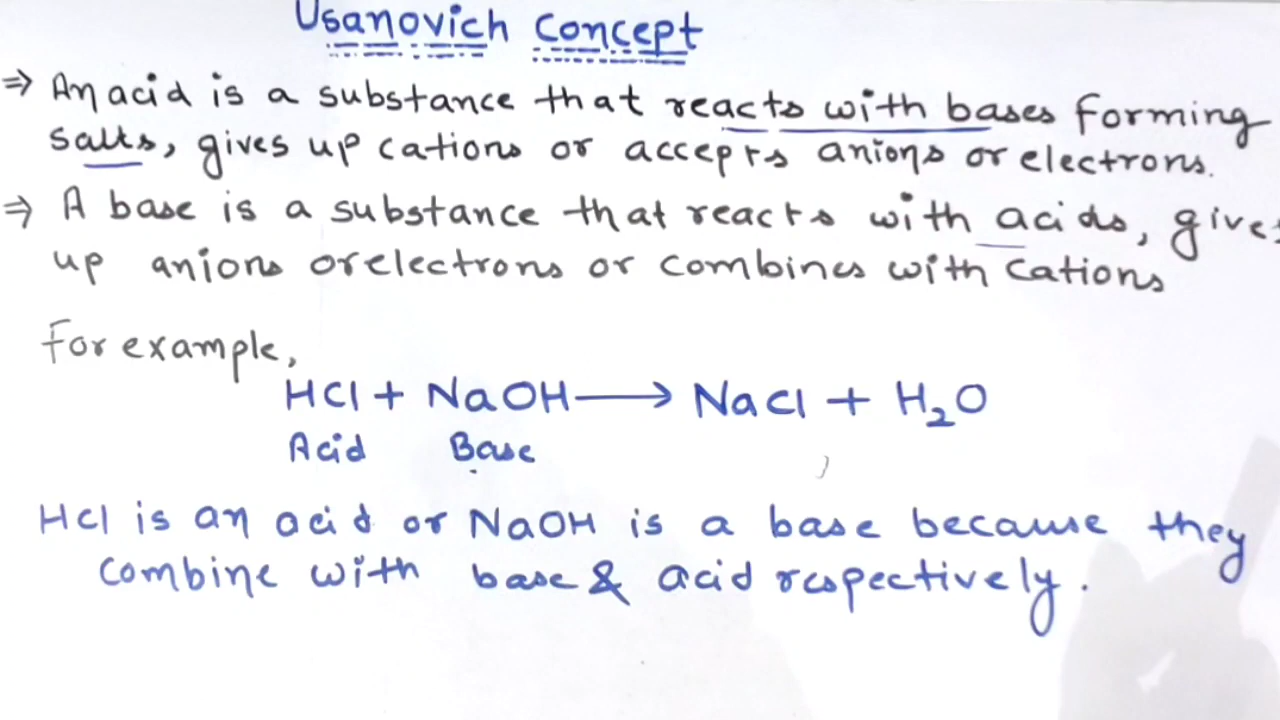 Usanovich Concept
⇒ An acid is a substance that reacts with bases forming
salts, gives up cations or accepts anions or electrons.
⇒ A base is a substance that reacts with acids, gives
up anions or electrons or combines with cations
For example,
HCl + NaOH ⟶ NaCl + H₂O
Acid Base
HCl is an acid or NaOH is a base because they
combine with base & acid respectively.